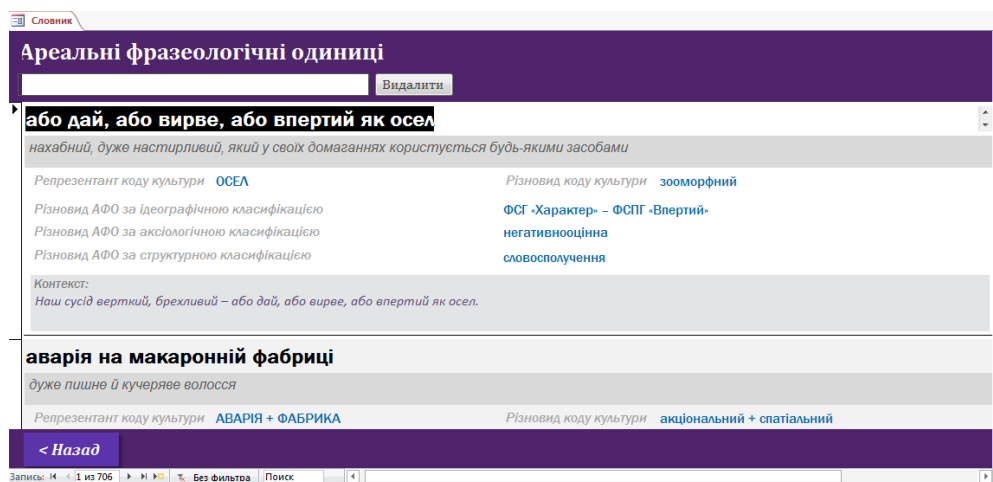 Словник
Ареальні фразеологічні одиниці
Видалити
або дай, або вирве, або впертий як осел
нахабний, дуже настирливий, який у своїх домаганнях користується будь-якими засобами
Репрезентант коду культури ОСЕЛ Різновид коду культури зооморфний
Різновид АФО за ідеографічною класифікацією ФСГ «Характер» – ФСПГ «Впертий»
Різновид АФО за аксіологічною класифікацією негативнооцінна
Різновид АФО за структурною класифікацією словосполучення
Контекст:
Наш сусід верткий, брехливий – або дай, або вирве, або впертий як осел.
аварія на макаронній фабриці
дуже пишне й кучеряве волосся
Репрезентант коду культури АВАРІЯ + ФАБРИКА Різновид коду культури акціональний + спатіальний
< Назад
Запись: 1 из 706 Без фильтра Поиск